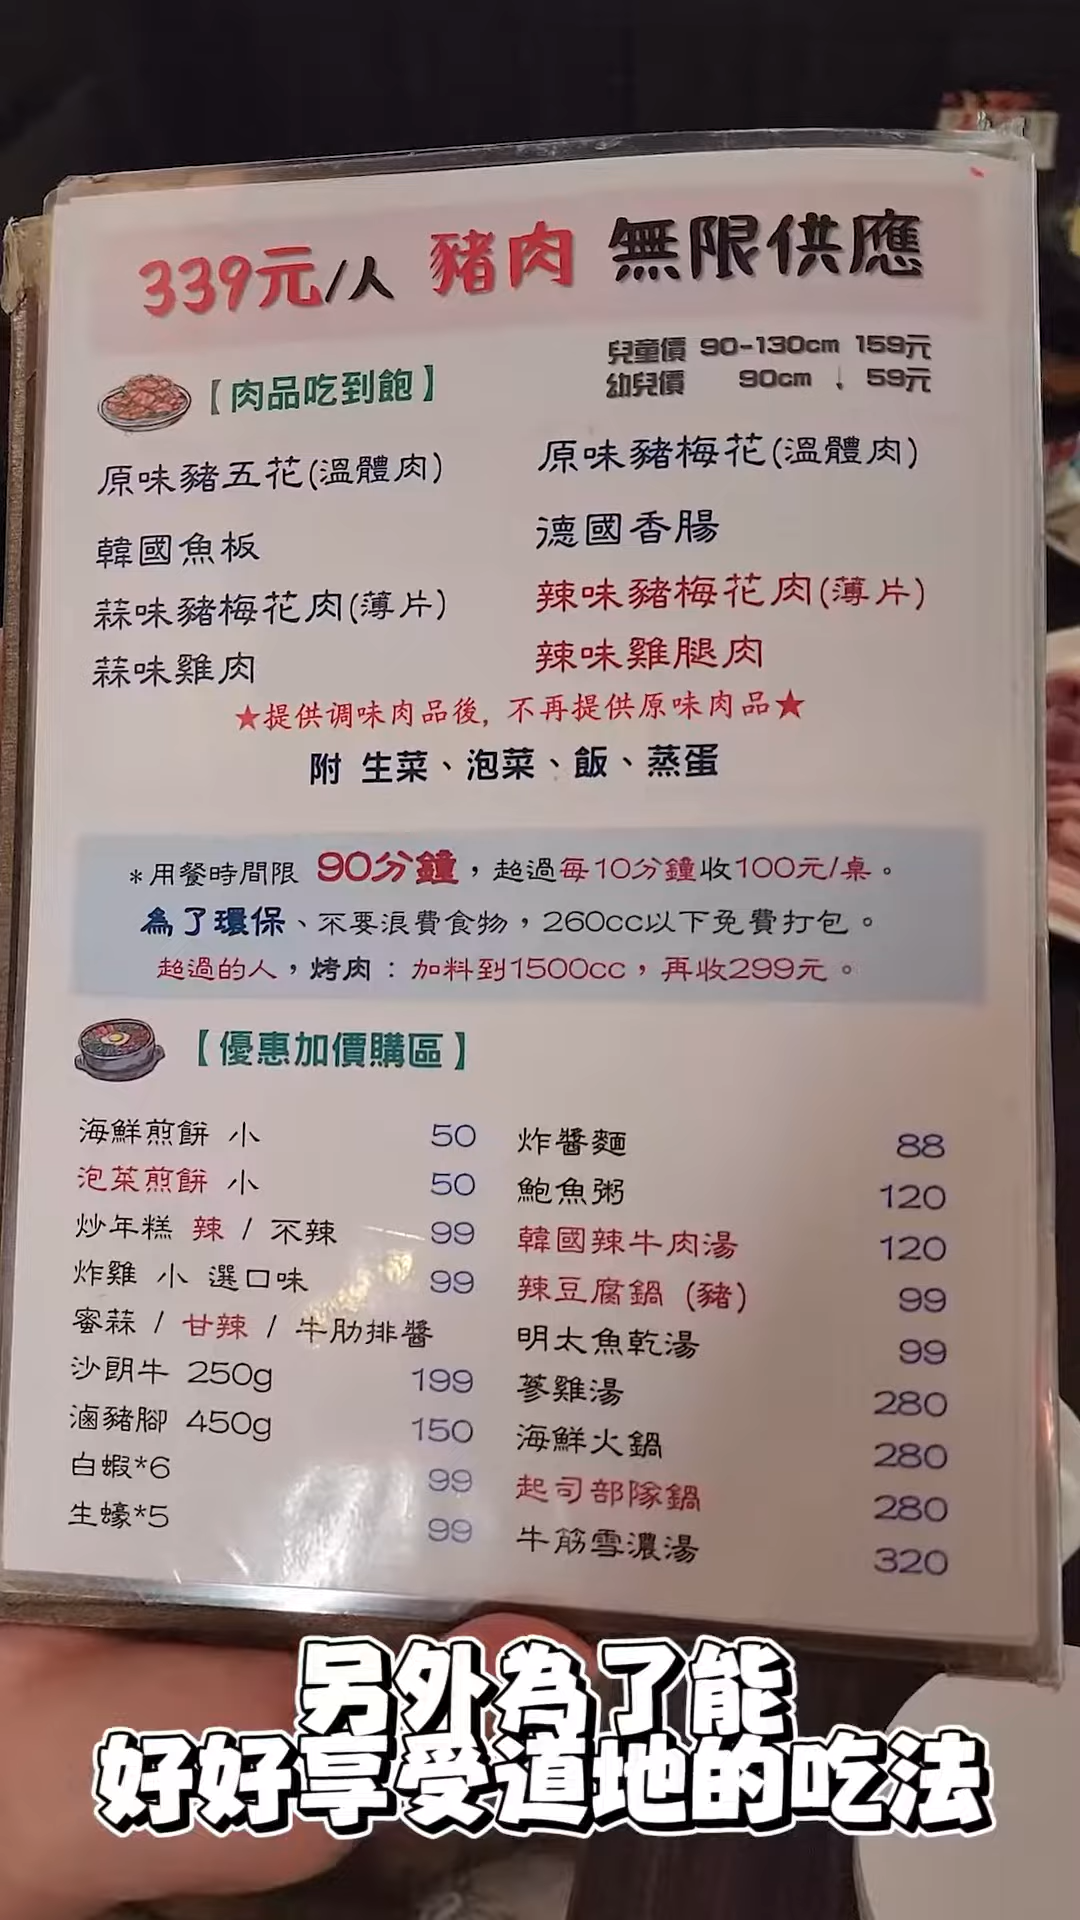 339元/人 豬肉 無限供應
兒童價 90-130cm 159元
幼兒價 90cm ↓ 59元
【肉品吃到飽】
原味豬五花(溫體肉) 原味豬梅花(溫體肉)
韓國魚板 德國香腸
蒜味豬梅花肉(薄片) 辣味豬梅花肉(薄片)
蒜味雞肉 辣味雞腿肉
★提供调味肉品後, 不再提供原味肉品★
附 生菜、泡菜、飯、蒸蛋
*用餐時間限 90分鐘，超過每10分鐘收100元/桌。
為了環保、不要浪費食物，260cc以下免費打包。
超過的人，烤肉：加料到1500cc，再收299元。
【優惠加價購區】
海鮮煎餅 小 50
泡菜煎餅 小 50
炒年糕 辣 / 不辣 99
炸雞 小 選口味 99
蜜蒜 / 甘辣 / 牛肋排醬
沙朗牛 250g 199
滷豬腳 450g 150
白蝦*6 99
生蠔*5 99
炸醬麵 88
鮑魚粥 120
韓國辣牛肉湯 120
辣豆腐鍋 (豬) 99
明太魚乾湯 99
蔘雞湯 280
海鮮火鍋 280
起司部隊鍋 280
牛筋雪濃湯 320
另外為了能
好好享受道地的吃法